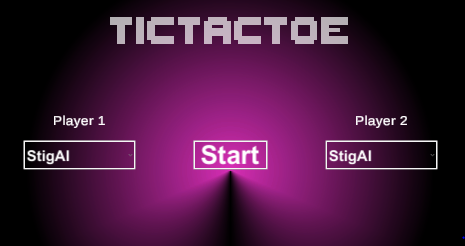 TICTACTOE
Player 1
Player 2
StigAI
Start
StigAI